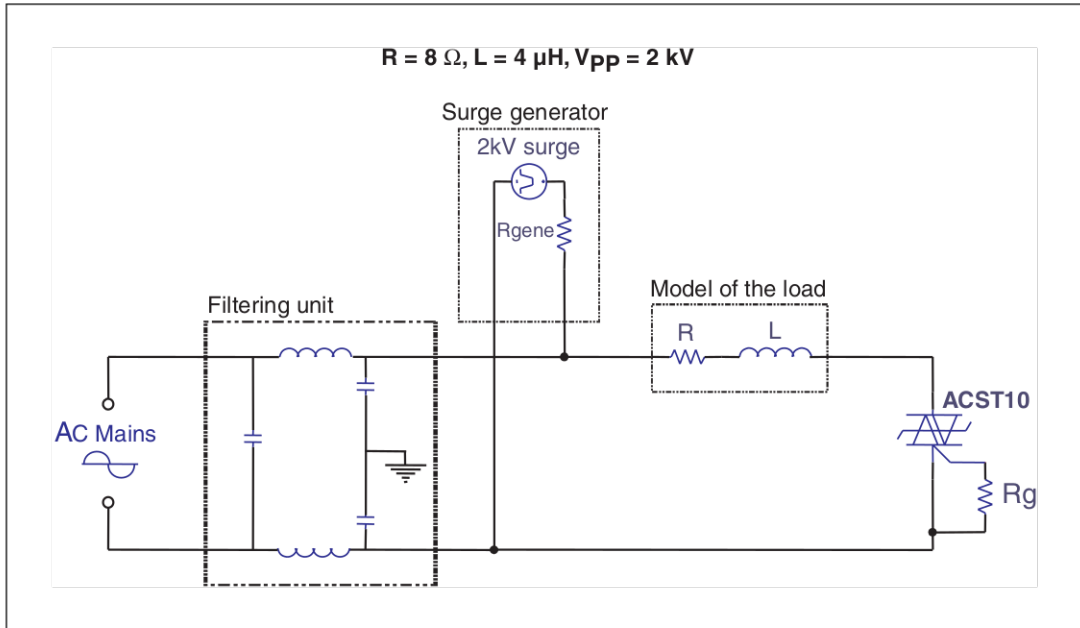 R = 8 Ω, L = 4 µH, VPP = 2 kV
Surge generator
2kV surge
Rgene
Model of the load
Filtering unit
R
L
ACST10
AC Mains
Rg